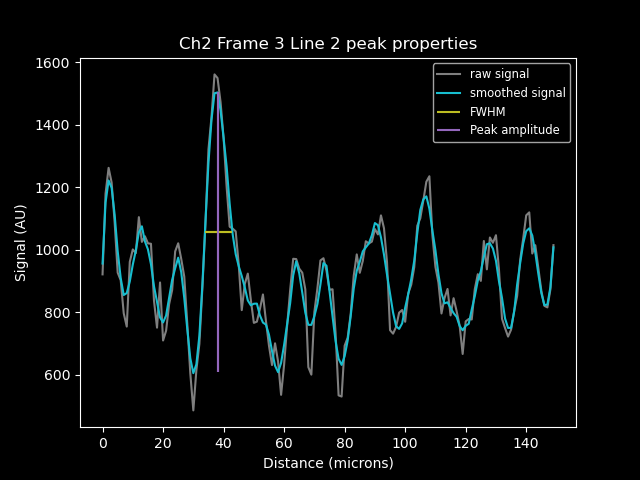 Ch2 Frame 3 Line 2 peak properties
1600
1400
1200
1000
800
600
Signal (AU)
raw signal
smoothed signal
FWHM
Peak amplitude
0 20 40 60 80 100 120 140
Distance (microns)